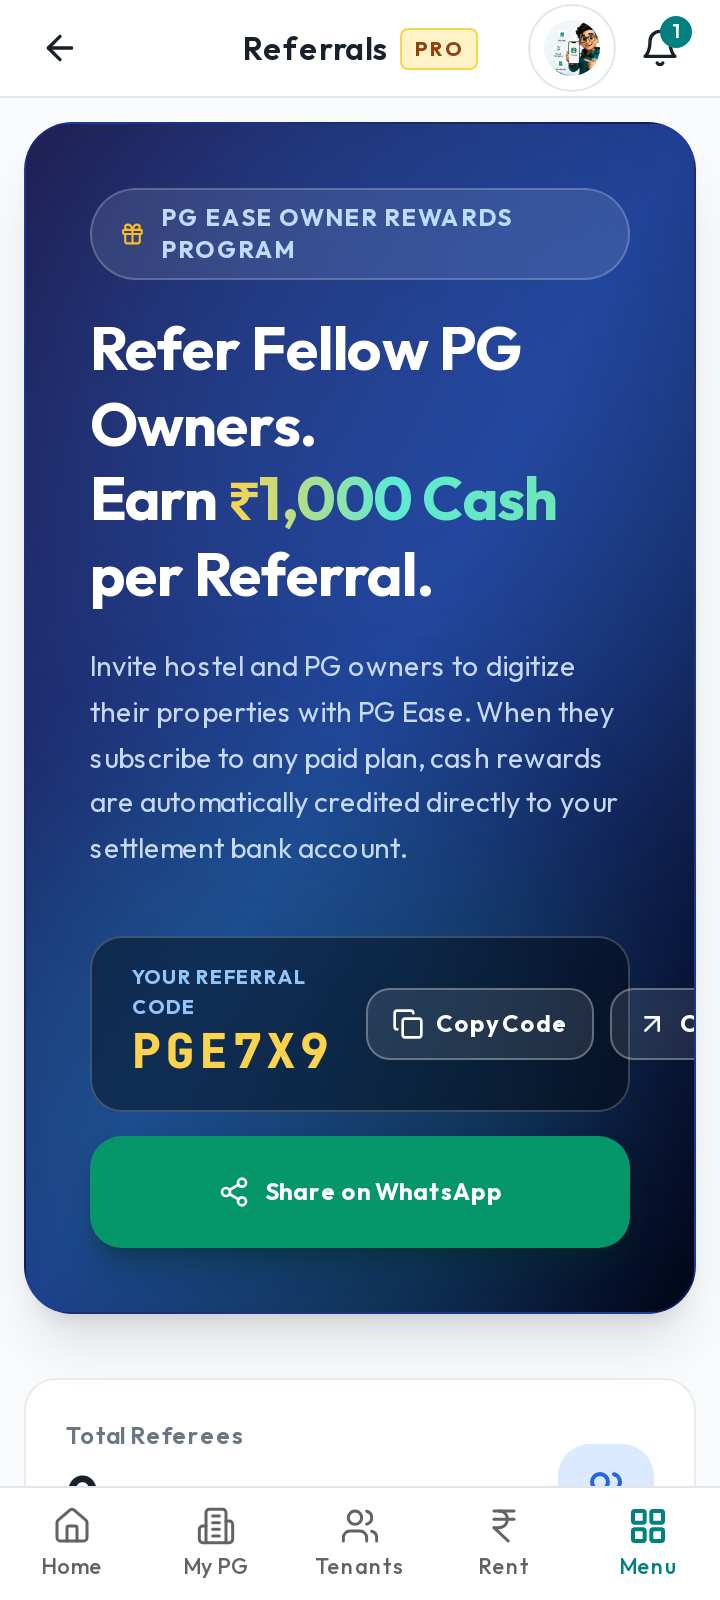 Referrals PRO
1
PG EASE OWNER REWARDS
PROGRAM
Refer Fellow PG
Owners.
Earn ₹1,000 Cash
per Referral.
Invite hostel and PG owners to digitize
their properties with PG Ease. When they
subscribe to any paid plan, cash rewards
are automatically credited directly to your
settlement bank account.
YOUR REFERRAL
CODE
PGE7X9
Copy Code
Share on WhatsApp
Total Referees
Home My PG Tenants Rent Menu